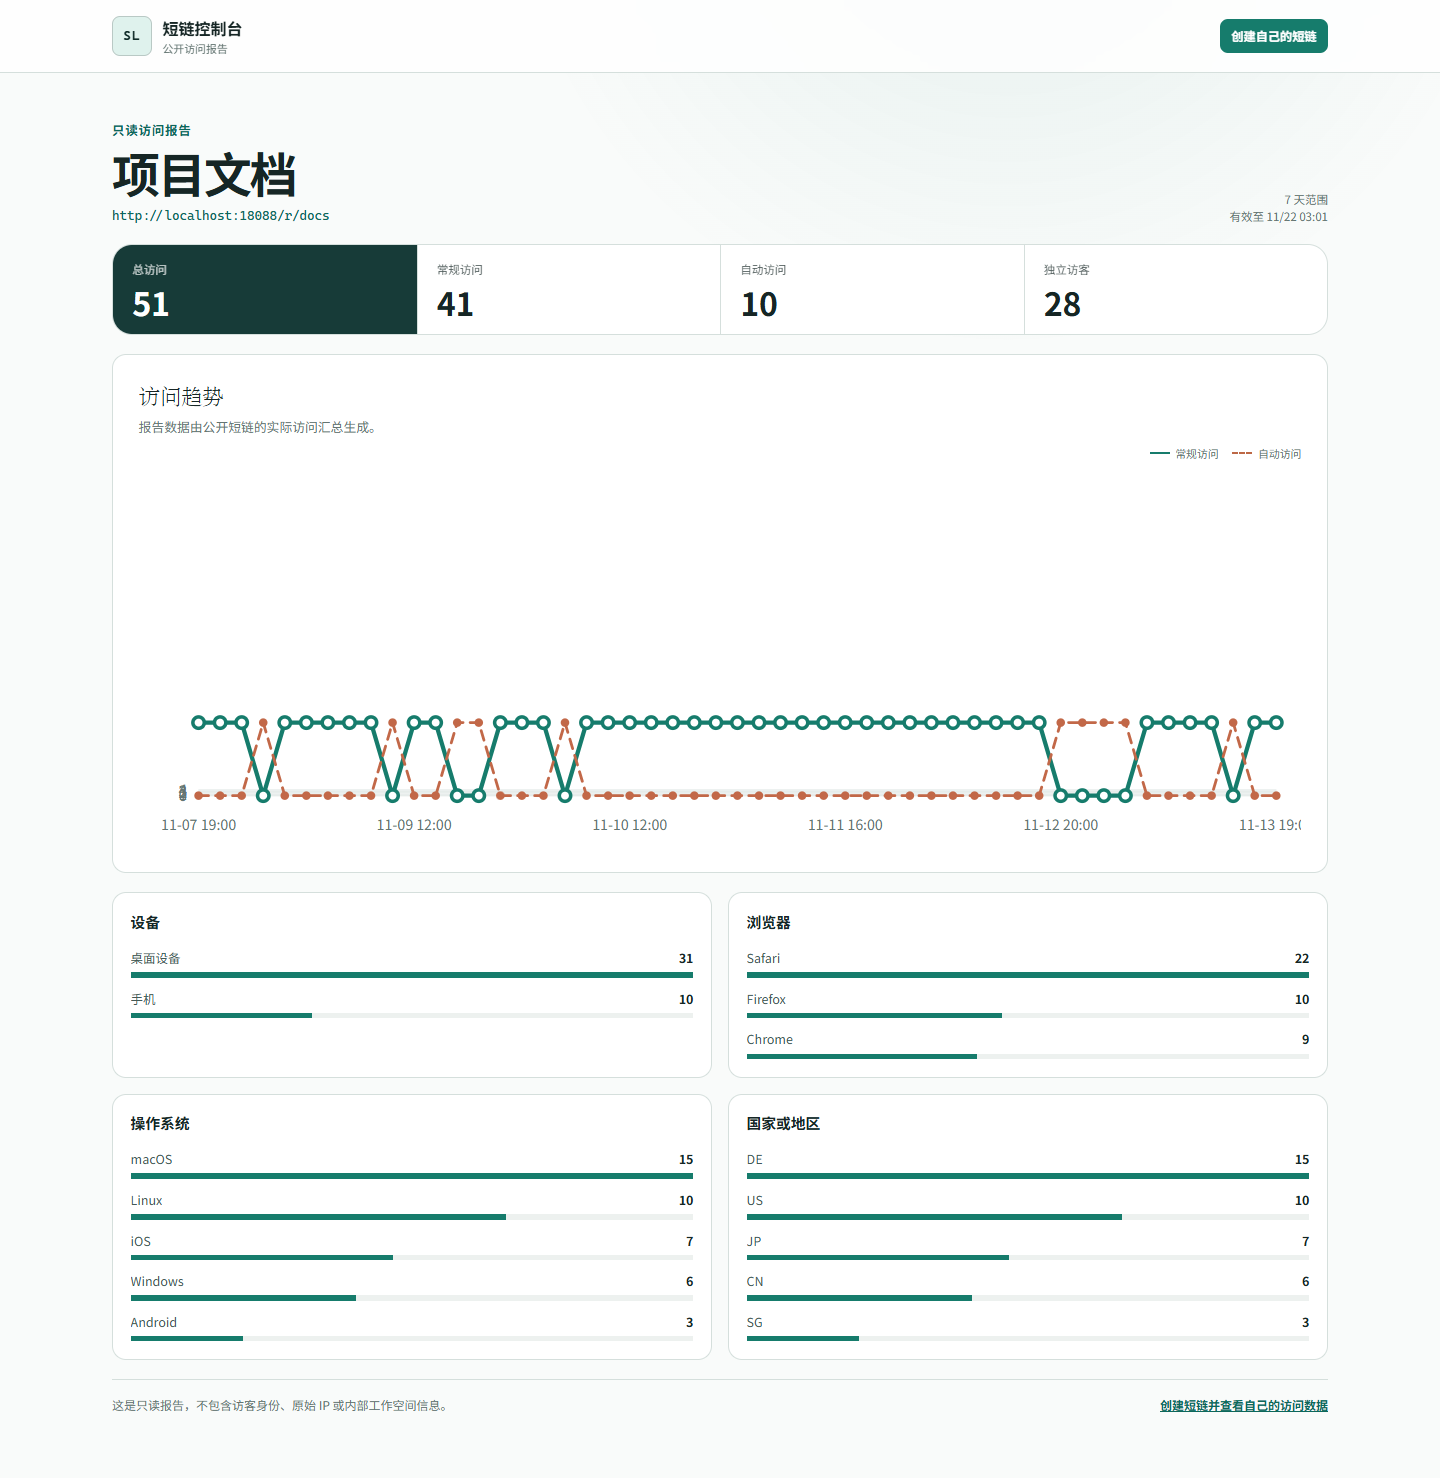 SL
短链控制台
公开访问报告
创建自己的短链
只读访问报告
项目文档
http://localhost:18088/r/docs
7 天范围
有效至 11/22 03:01
总访问
51
常规访问
41
自动访问
10
独立访客
28
访问趋势
报告数据由公开短链的实际访问汇总生成。
常规访问
自动访问
11-07 19:00
11-09 12:00
11-10 12:00
11-11 16:00
11-12 20:00
11-13 19:
设备
桌面设备 31
手机 10
浏览器
Safari 22
Firefox 10
Chrome 9
操作系统
macOS 15
Linux 10
iOS 7
Windows 6
Android 3
国家或地区
DE 15
US 10
JP 7
CN 6
SG 3
这是只读报告，不包含访客身份、原始 IP 或内部工作空间信息。
创建短链并查看自己的访问数据